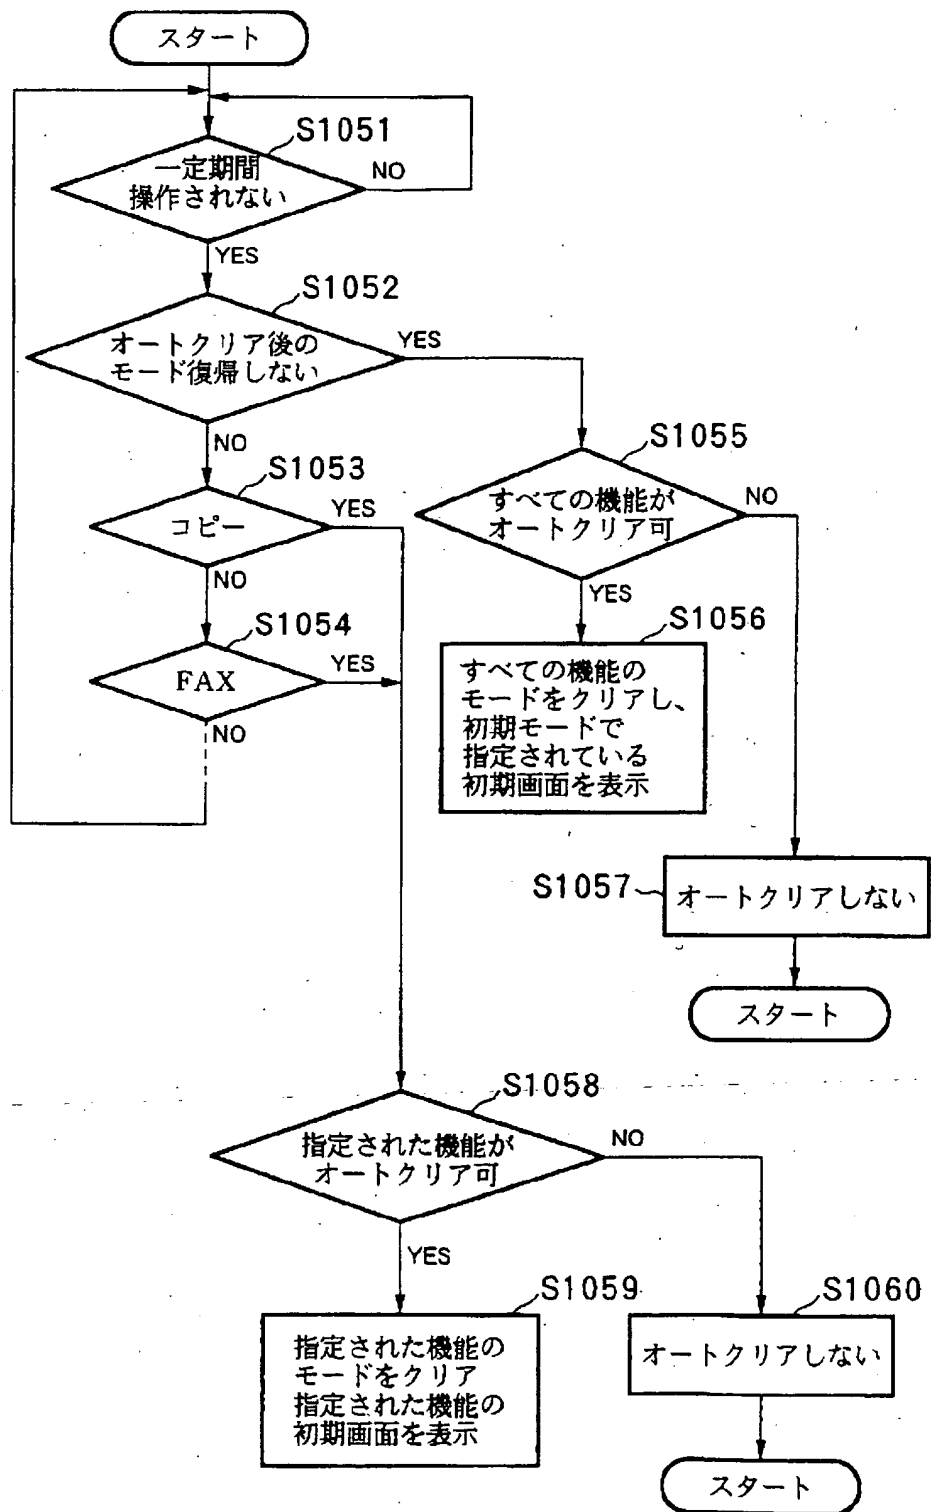 スタート
S1051
一定期間
操作されない
NO
YES
S1052
オートクリア後の
モード復帰しない
YES
NO
S1053
コピー
YES
NO
S1054
FAX
YES
NO
S1055
すべての機能が
オートクリア可
NO
YES
S1056
すべての機能の
モードをクリアし、
初期モードで
指定されている
初期画面を表示
S1057
オートクリアしない
スタート
S1058
指定された機能が
オートクリア可
NO
YES
S1059
指定された機能の
モードをクリア
指定された機能の
初期画面を表示
S1060
オートクリアしない
スタート